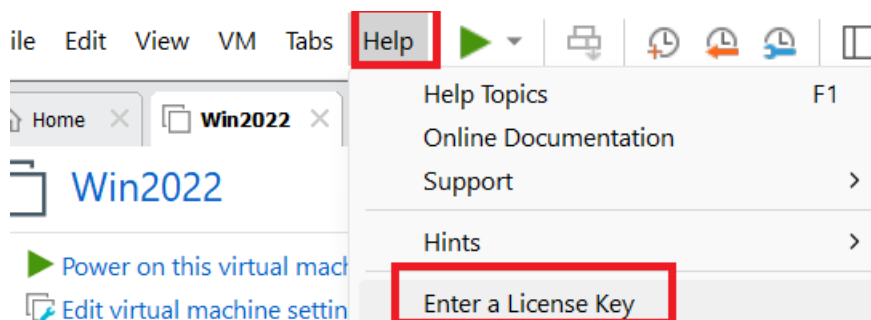 ile Edit View VM Tabs Help
Help Topics F1
Home Win2022
Online Documentation
Win2022
Support
Hints
Power on this virtual mach
Enter a License Key
Edit virtual machine settin